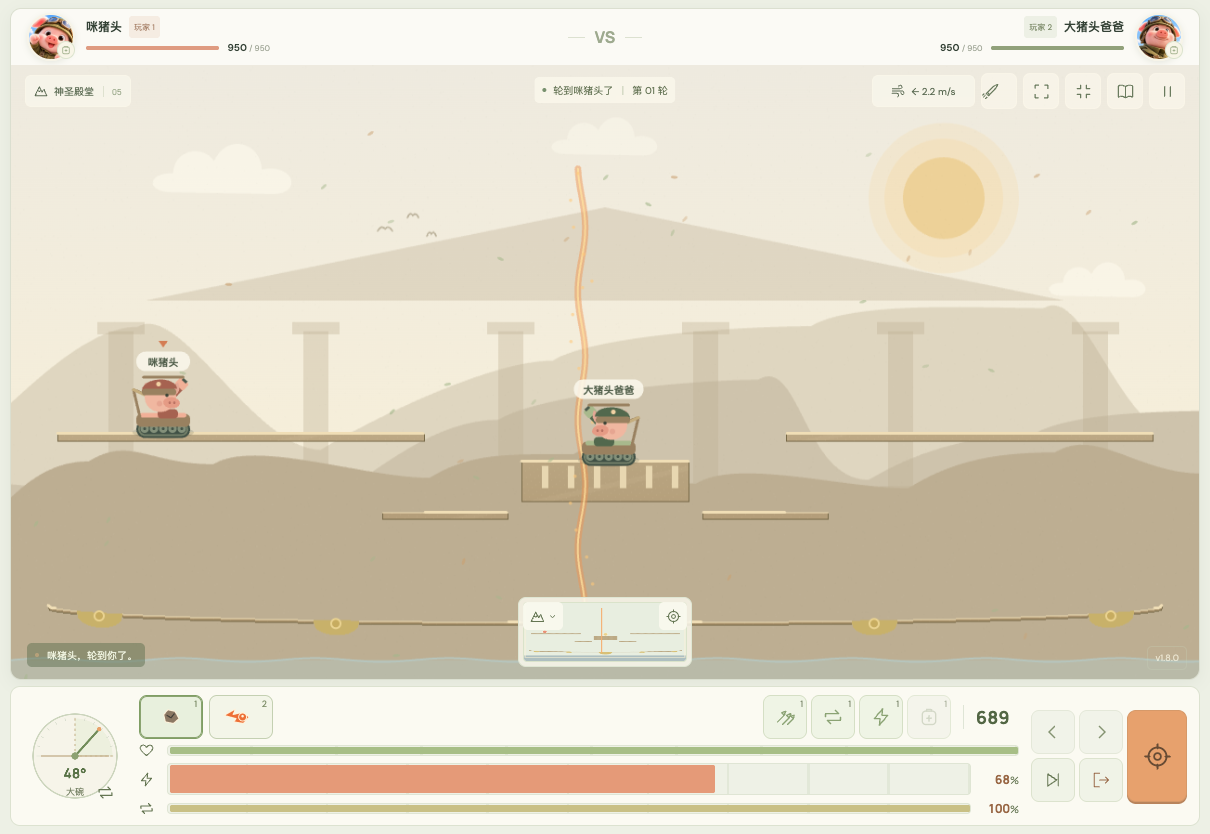 咪猪头 玩家 1
950 / 950
VS
玩家 2 大猪头爸爸
950 / 950
神圣殿堂 05
轮到咪猪头了 第 01 轮
← 2.2 m/s
咪猪头
大猪头爸爸
咪猪头，轮到你了。
v1.8.0
1
2
1
1
1
1
689
48°
大碗
68%
100%